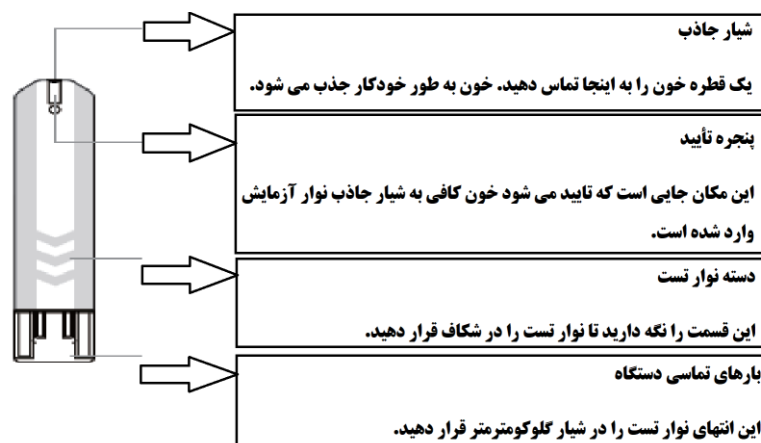 شیار جاذب
یک قطره خون را به اینجا تماس دهید. خون به طور خودکار جذب می شود.
پنجره تأیید
این مکان جایی است که تایید می شود خون کافی به شیار جاذب نوار آزمایش
وارد شده است.
دسته نوار تست
این قسمت را نگه دارید تا نوار تست را در شکاف قرار دهید.
بارهای تماسی دستگاه
این انتهای نوار تست را در شیار گلوکومترمتر قرار دهید.